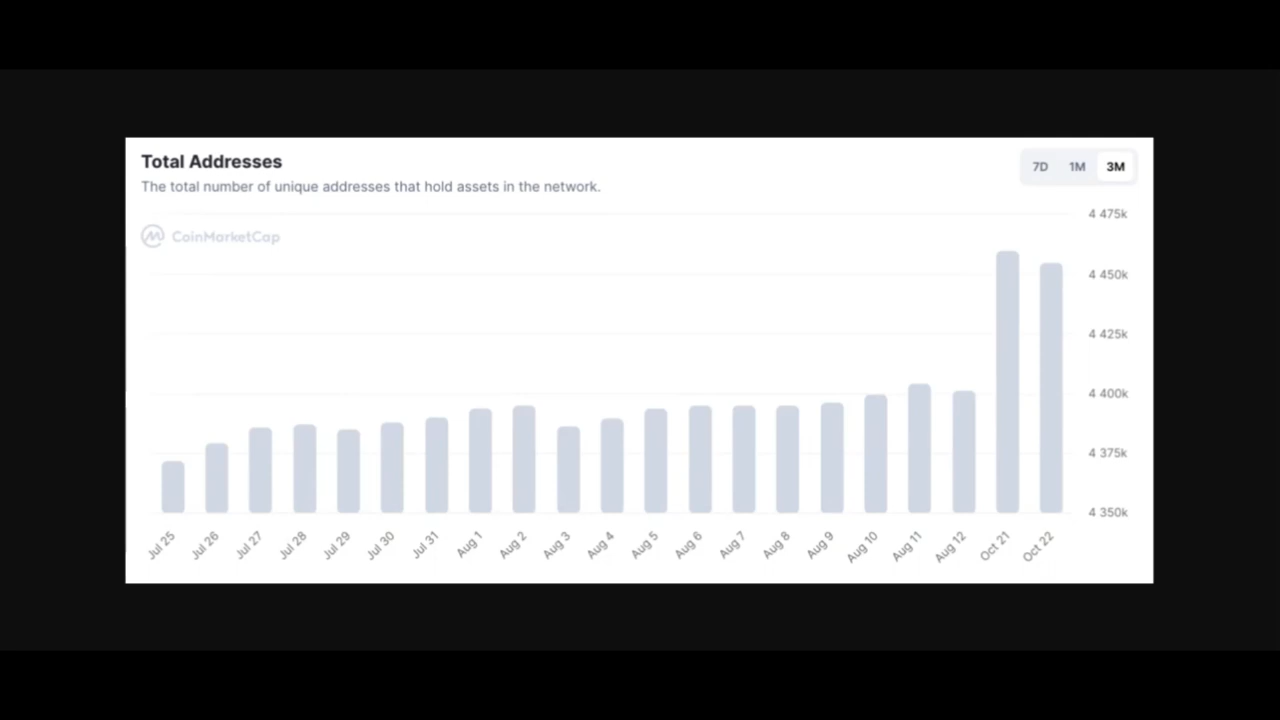 Total Addresses
The total number of unique addresses that hold assets in the network.
7D 1M 3M
CoinMarketCap
4 475k
4 450k
4 425k
4 400k
4 375k
4 350k
Jul 25 Jul 26 Jul 27 Jul 28 Jul 29 Jul 30 Jul 31 Aug 1 Aug 2 Aug 3 Aug 4 Aug 5 Aug 6 Aug 7 Aug 8 Aug 9 Aug 10 Aug 11 Aug 12 Oct 21 Oct 22